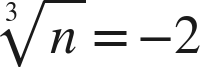 ∛n = −2